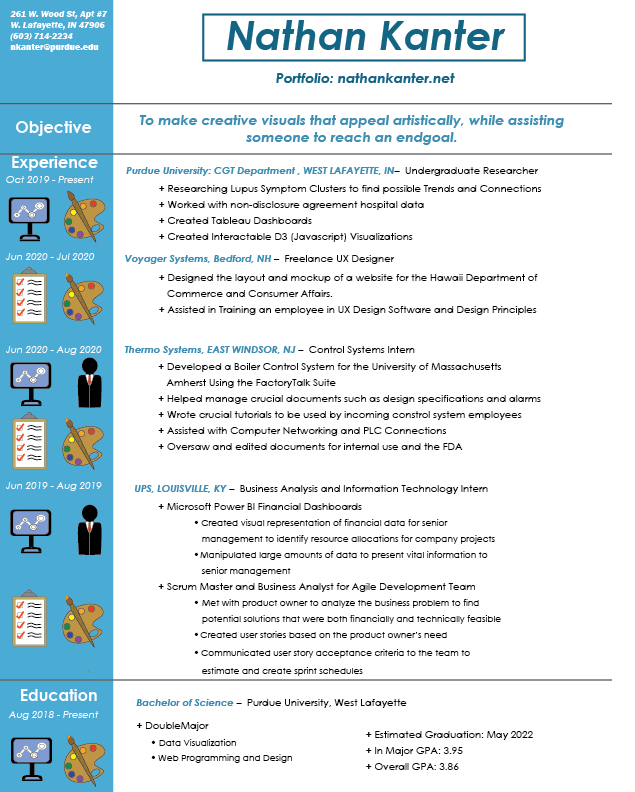 261 W. Wood St, Apt #7
W. Lafayette, IN 47906
(603) 714-2234
nkanter@purdue.edu
Nathan Kanter
Portfolio: nathankanter.net
Objective
To make creative visuals that appeal artistically, while assisting
someone to reach an endgoal.
Experience
Oct 2019 - Present
Purdue University: CGT Department , WEST LAFAYETTE, IN– Undergraduate Researcher
+ Researching Lupus Symptom Clusters to find possible Trends and Connections
+ Worked with non-disclosure agreement hospital data
+ Created Tableau Dashboards
+ Created Interactable D3 (Javascript) Visualizations
Jun 2020 - Jul 2020
Voyager Systems, Bedford, NH – Freelance UX Designer
+ Designed the layout and mockup of a website for the Hawaii Department of
Commerce and Consumer Affairs.
+ Assisted in Training an employee in UX Design Software and Design Principles
Jun 2020 - Aug 2020
Thermo Systems, EAST WINDSOR, NJ – Control Systems Intern
+ Developed a Boiler Control System for the University of Massachusetts
Amherst Using the FactoryTalk Suite
+ Helped manage crucial documents such as design specifications and alarms
+ Wrote crucial tutorials to be used by incoming constrol system employees
+ Assisted with Computer Networking and PLC Connections
+ Oversaw and edited documents for internal use and the FDA
Jun 2019 - Aug 2019
UPS, LOUISVILLE, KY – Business Analysis and Information Technology Intern
+ Microsoft Power BI Financial Dashboards
• Created visual representation of financial data for senior
management to identify resource allocations for company projects
• Manipulated large amounts of data to present vital information to
senior management
+ Scrum Master and Business Analyst for Agile Development Team
• Met with product owner to analyze the business problem to find
potential solutions that were both financially and technically feasible
• Created user stories based on the product owner's need
• Communicated user story acceptance criteria to the team to
estimate and create sprint schedules
Education
Aug 2018 - Present
Bachelor of Science – Purdue University, West Lafayette
+ DoubleMajor
• Data Visualization
• Web Programming and Design
+ Estimated Graduation: May 2022
+ In Major GPA: 3.95
+ Overall GPA: 3.86